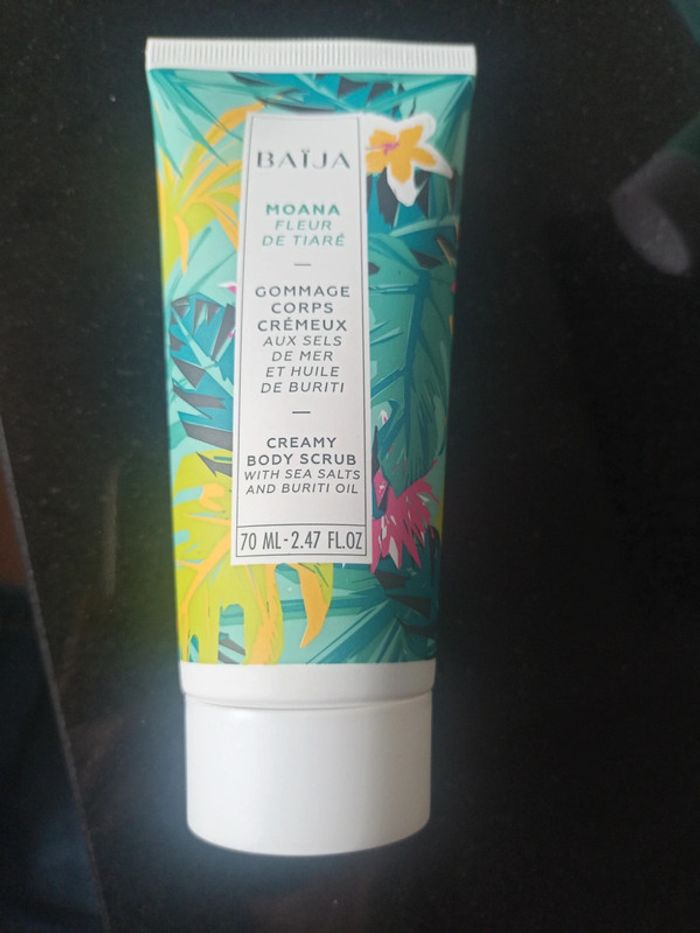 BAÏJA
MOANA
FLEUR
DE TIARÉ
—
GOMMAGE
CORPS
CRÉMEUX
AUX SELS
DE MER
ET HUILE
DE BURITI
—
CREAMY
BODY SCRUB
WITH SEA SALTS
AND BURITI OIL
70 ML-2.47 FL.OZ